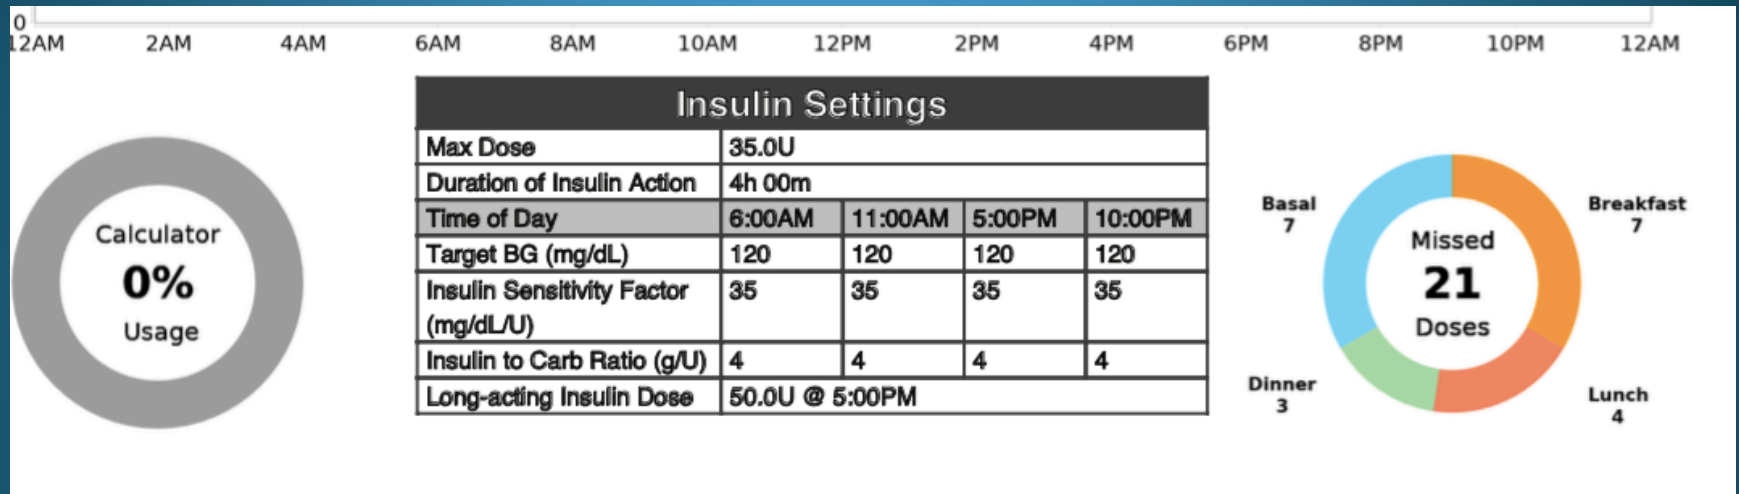 0
12AM 2AM 4AM 6AM 8AM 10AM 12PM 2PM 4PM 6PM 8PM 10PM 12AM
Calculator
0%
Usage
Insulin Settings
Max Dose 35.0U
Duration of Insulin Action 4h 00m
Time of Day 6:00AM 11:00AM 5:00PM 10:00PM
Target BG (mg/dL) 120 120 120 120
Insulin Sensitivity Factor 35 35 35 35
(mg/dL/U)
Insulin to Carb Ratio (g/U) 4 4 4 4
Long-acting Insulin Dose 50.0U @ 5:00PM
Basal
7
Breakfast
7
Missed
21
Doses
Dinner
3
Lunch
4